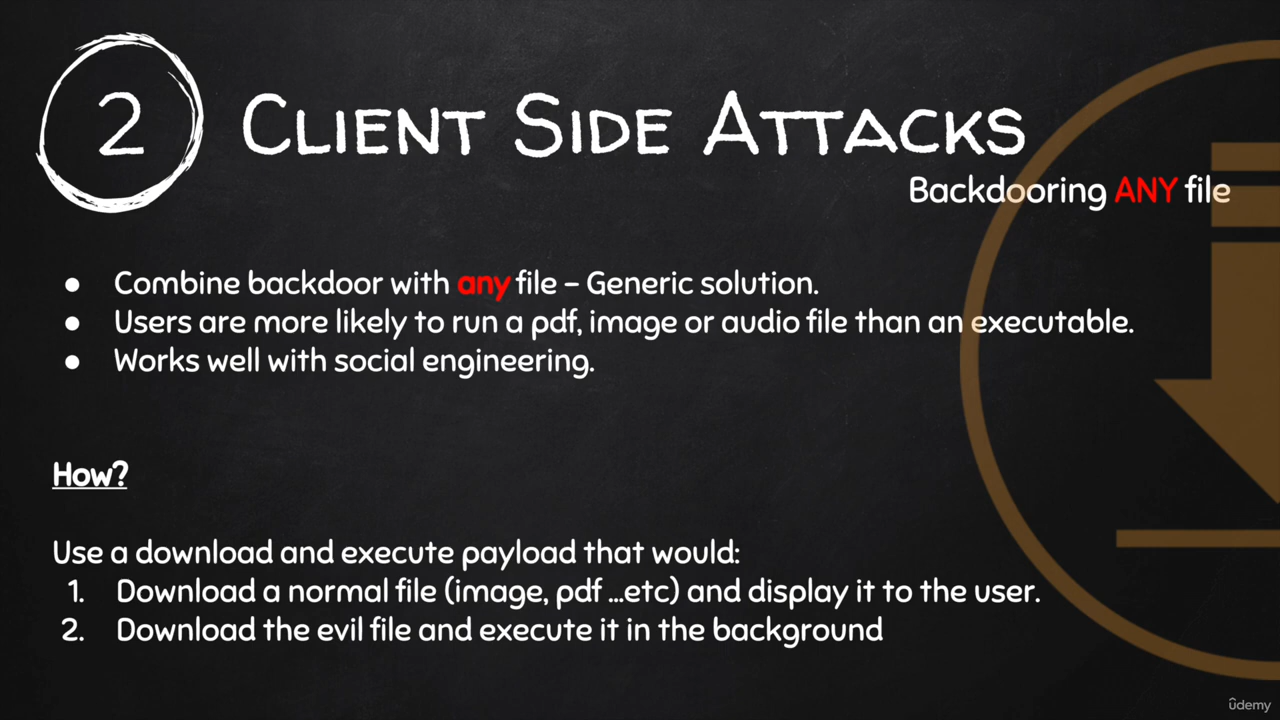 2
Client Side Attacks
Backdooring ANY file
● Combine backdoor with any file – Generic solution.
● Users are more likely to run a pdf, image or audio file than an executable.
● Works well with social engineering.
How?
Use a download and execute payload that would:
1. Download a normal file (image, pdf ...etc) and display it to the user.
2. Download the evil file and execute it in the background
ûdemy